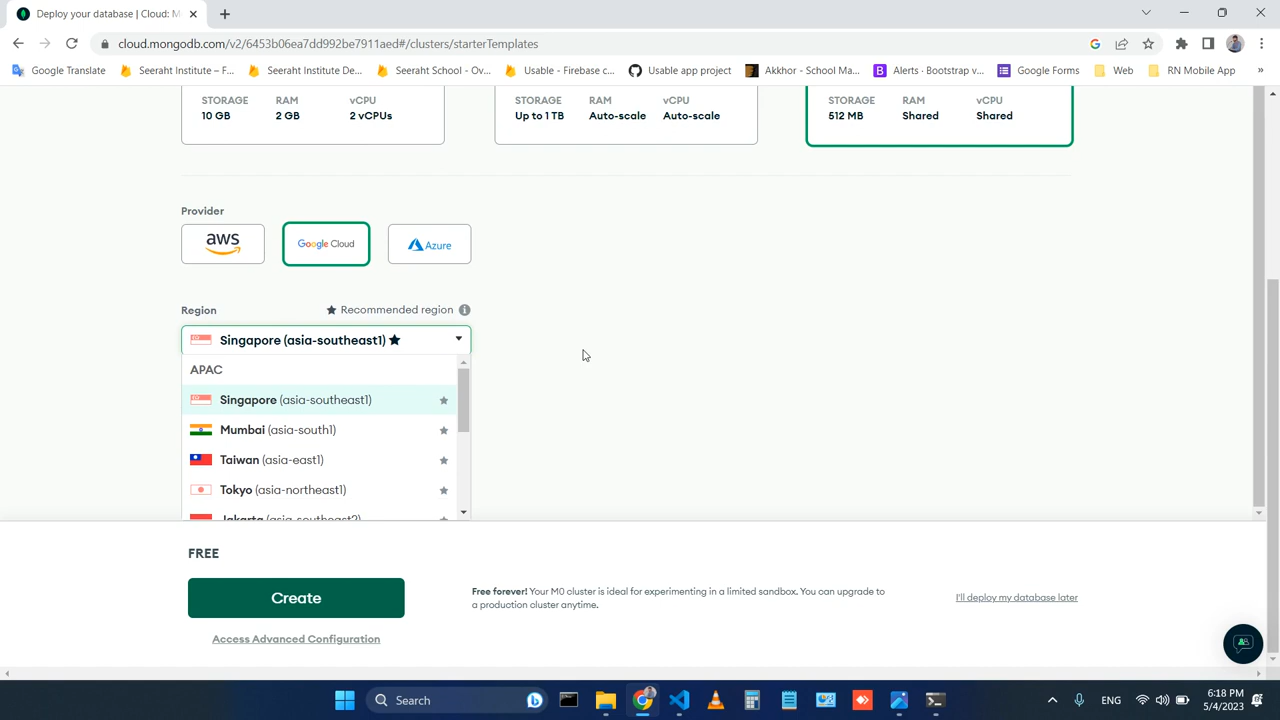 Deploy your database | Cloud: M
cloud.mongodb.com/v2/6453b06ea7dd992be7911aed#/clusters/starterTemplates
Google Translate
Seeraht Institute – F...
Seeraht Institute De...
Seeraht School - Ov...
Usable - Firebase c...
Usable app project
Akkhor - School Ma...
Alerts · Bootstrap v...
Google Forms
Web
RN Mobile App
»
STORAGE RAM vCPU
10 GB 2 GB 2 vCPUs
STORAGE RAM vCPU
Up to 1 TB Auto-scale Auto-scale
STORAGE RAM vCPU
512 MB Shared Shared
Provider
aws
Google Cloud
Azure
Region
Recommended region
Singapore (asia-southeast1)
APAC
Singapore (asia-southeast1)
Mumbai (asia-south1)
Taiwan (asia-east1)
Tokyo (asia-northeast1)
Jakarta (asia-southeast2)
FREE
Create
Access Advanced Configuration
Free forever! Your M0 cluster is ideal for experimenting in a limited sandbox. You can upgrade to
a production cluster anytime.
I'll deploy my database later
Search
ENG
6:18 PM
5/4/2023